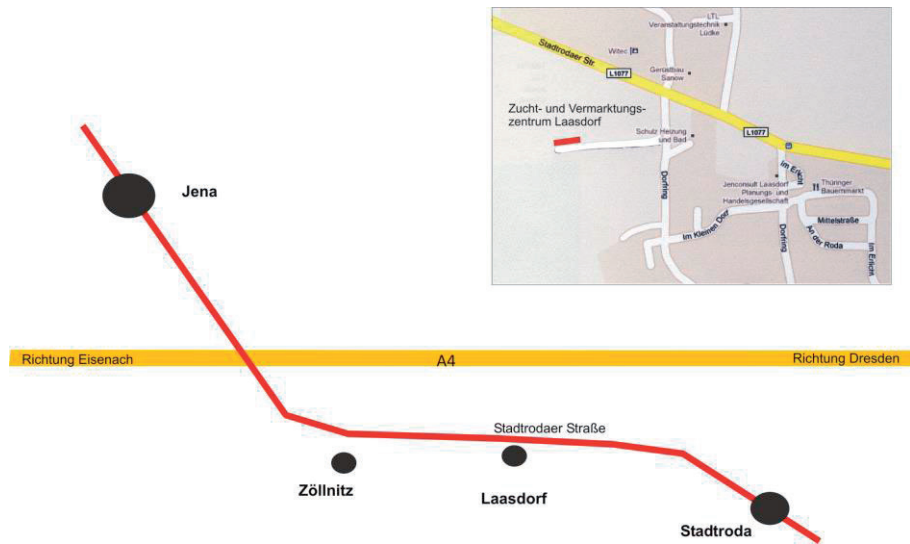 LTL
Veranstaltungstechnik
Lüdke
Witec
Stadtrodaer Str.
L1077
Gerüstbau
Sanow
Zucht- und Vermarktungs-
zentrum Laasdorf
Schulz Heizung
und Bad
L1077
Im Erlicht
Jenconsult Laasdorf
Planungs- und
Handelsgesellschaft
Thüringer
Bauernmarkt
Dorfring
Mittelstraße
Im Kleinen Dorf
Dorfring
An der Roda
Im Erlicht
Jena
Richtung Eisenach
A4
Richtung Dresden
Stadtrodaer Straße
Zöllnitz
Laasdorf
Stadtroda